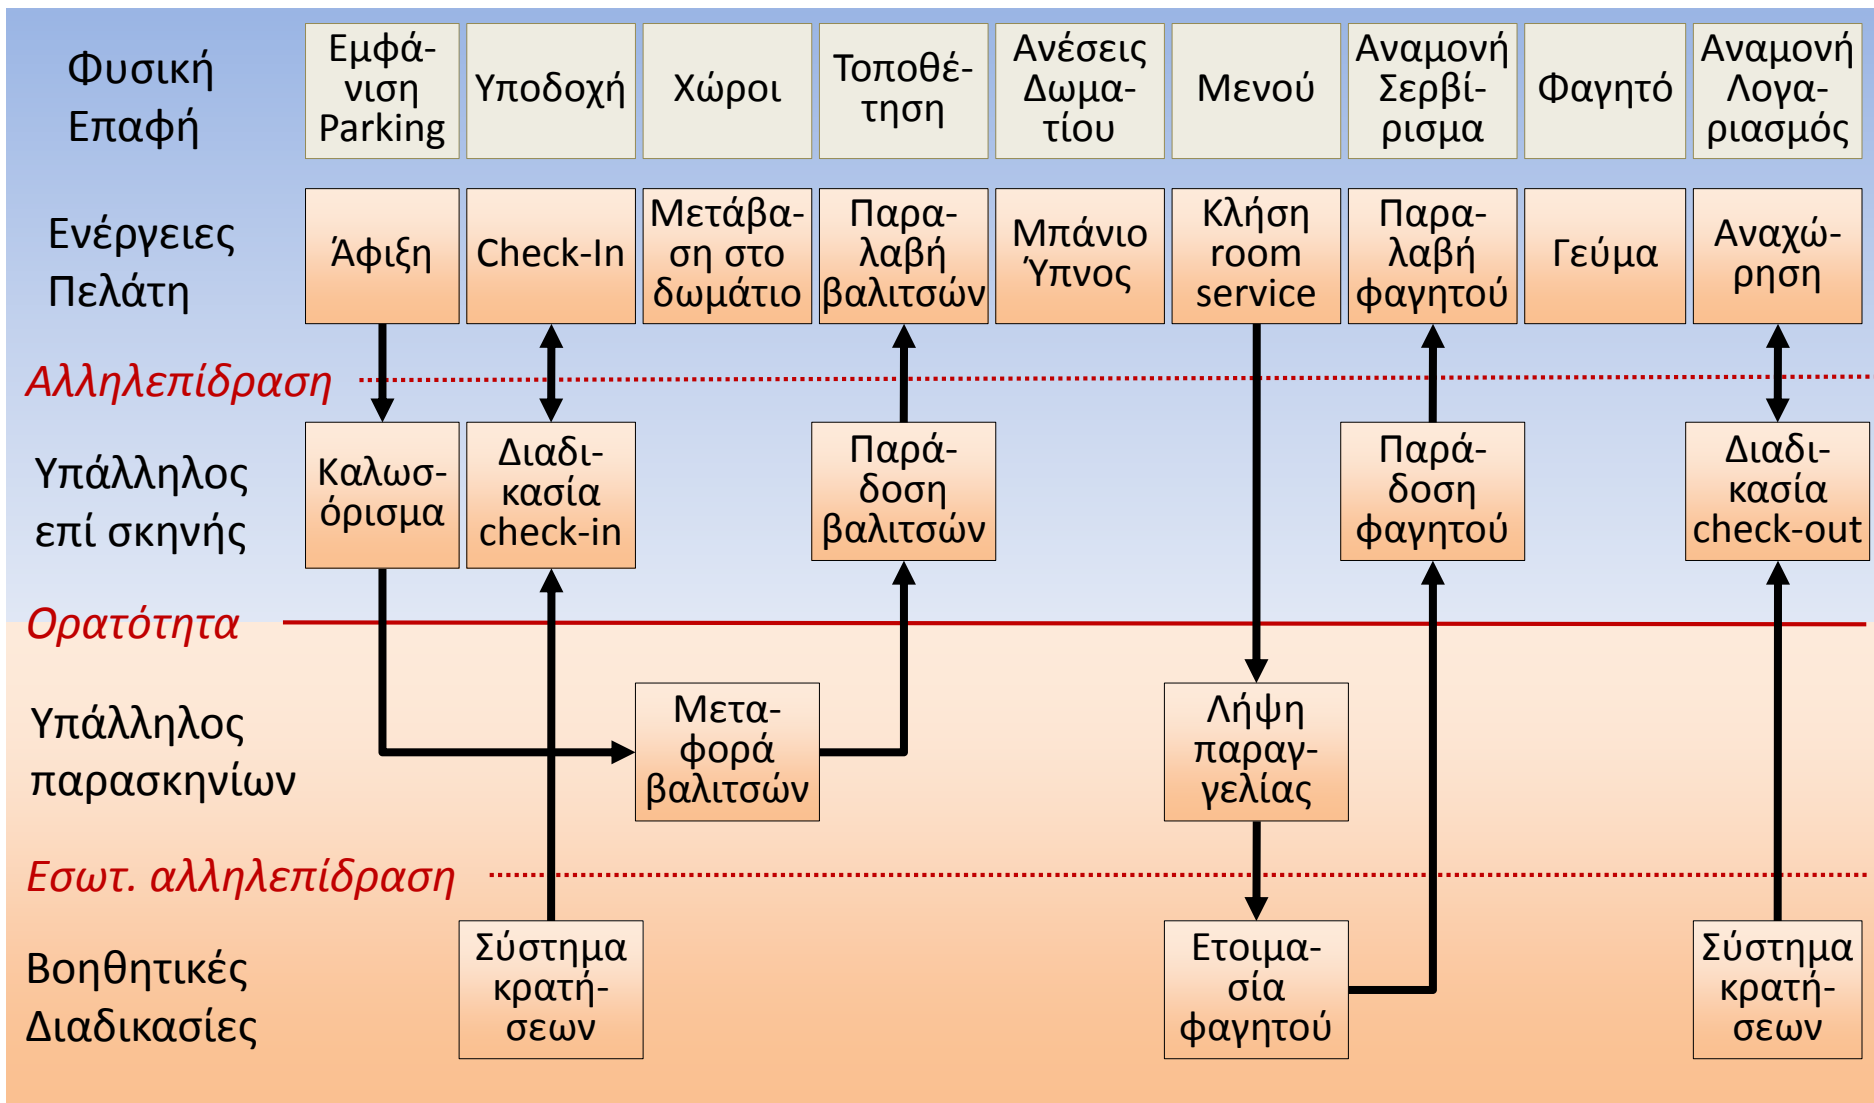 Φυσική
Επαφή
Εμφά-
νιση
Parking
Υποδοχή
Χώροι
Τοποθέ-
τηση
Ανέσεις
Δωμα-
τίου
Μενού
Αναμονή
Σερβί-
ρισμα
Φαγητό
Αναμονή
Λογα-
ριασμός
Ενέργειες
Πελάτη
Άφιξη
Check-In
Μετάβα-
ση στο
δωμάτιο
Παρα-
λαβή
βαλιτσών
Μπάνιο
Ύπνος
Κλήση
room
service
Παρα-
λαβή
φαγητού
Γεύμα
Αναχώ-
ρηση
Αλληλεπίδραση
Υπάλληλος
επί σκηνής
Καλωσ-
όρισμα
Διαδι-
κασία
check-in
Παρά-
δοση
βαλιτσών
Παρά-
δοση
φαγητού
Διαδι-
κασία
check-out
Ορατότητα
Υπάλληλος
παρασκηνίων
Μετα-
φορά
βαλιτσών
Λήψη
παραγ-
γελίας
Εσωτ. αλληλεπίδραση
Βοηθητικές
Διαδικασίες
Σύστημα
κρατή-
σεων
Ετοιμα-
σία
φαγητού
Σύστημα
κρατή-
σεων